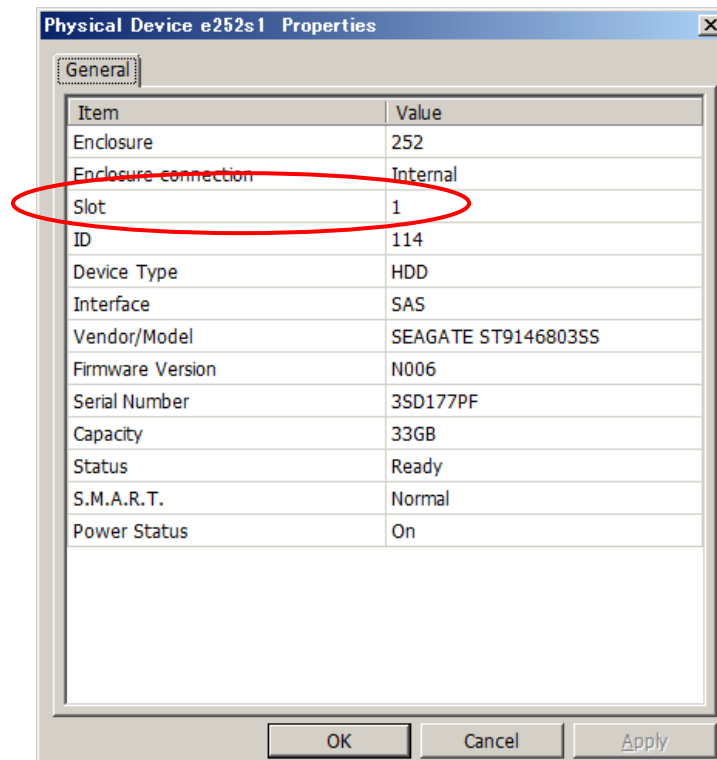 Physical Device e252s1 Properties
General
Item Value
Enclosure 252
Enclosure connection Internal
Slot 1
ID 114
Device Type HDD
Interface SAS
Vendor/Model SEAGATE ST9146803SS
Firmware Version N006
Serial Number 3SD177PF
Capacity 33GB
Status Ready
S.M.A.R.T. Normal
Power Status On
OK Cancel Apply